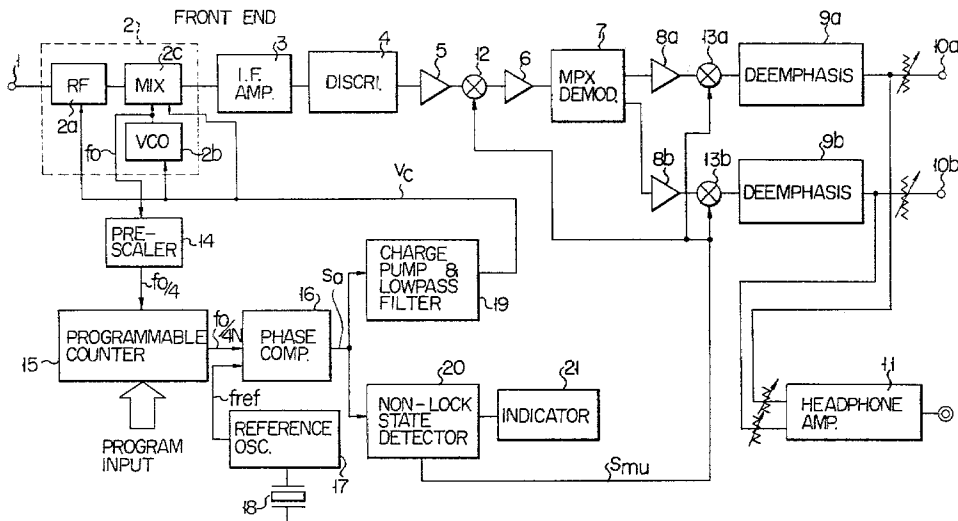 FRONT END
1
2
2c
RF
MIX
2a
VCO
2b
fo
3
I.F.
AMP.
4
DISCRI.
5
12
6
7
MPX
DEMOD.
8a
13a
9a
DEEMPHASIS
10a
8b
13b
9b
DEEMPHASIS
10b
Vc
PRE-
SCALER
14
fo/4
PROGRAMMABLE
COUNTER
15
fo/4N
16
PHASE
COMP.
Sa
CHARGE
PUMP &
LOWPASS
FILTER
19
fref
PROGRAM
INPUT
REFERENCE
OSC.
17
18
20
NON-LOCK
STATE
DETECTOR
21
INDICATOR
Smu
11
HEADPHONE
AMP.